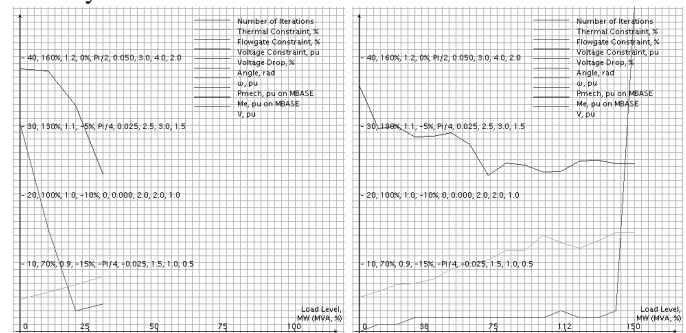 Number of Iterations
Thermal Constraint, %
Flowgate Constraint, %
Voltage Constraint, pu
Voltage Drop, %
Angle, rad
ω, pu
Pmech, pu on MBASE
Me, pu on MBASE
V, pu
40, 160%, 1.2, 0%, Pi/2, 0.050, 3.0, 4.0, 2.0
30, 130%, 1.1, -5%, Pi/4, 0.025, 2.5, 3.0, 1.5
20, 100%, 1.0, -10%, 0, 0.000, 2.0, 2.0, 1.0
10, 70%, 0.9, -15%, -Pi/4, -0.025, 1.5, 1.0, 0.5
Load Level,
MW (MVA, %)
0 25 50 75 100
Number of Iterations
Thermal Constraint, %
Flowgate Constraint, %
Voltage Constraint, pu
Voltage Drop, %
Angle, rad
ω, pu
Pmech, pu on MBASE
Me, pu on MBASE
V, pu
40, 160%, 1.2, 0%, Pi/2, 0.050, 3.0, 4.0, 2.0
30, 130%, 1.1, -5%, Pi/4, 0.025, 2.5, 3.0, 1.5
20, 100%, 1.0, -10%, 0, 0.000, 2.0, 2.0, 1.0
10, 70%, 0.9, -15%, -Pi/4, -0.025, 1.5, 1.0, 0.5
Load Level,
MW (MVA, %)
0 38 75 112 150